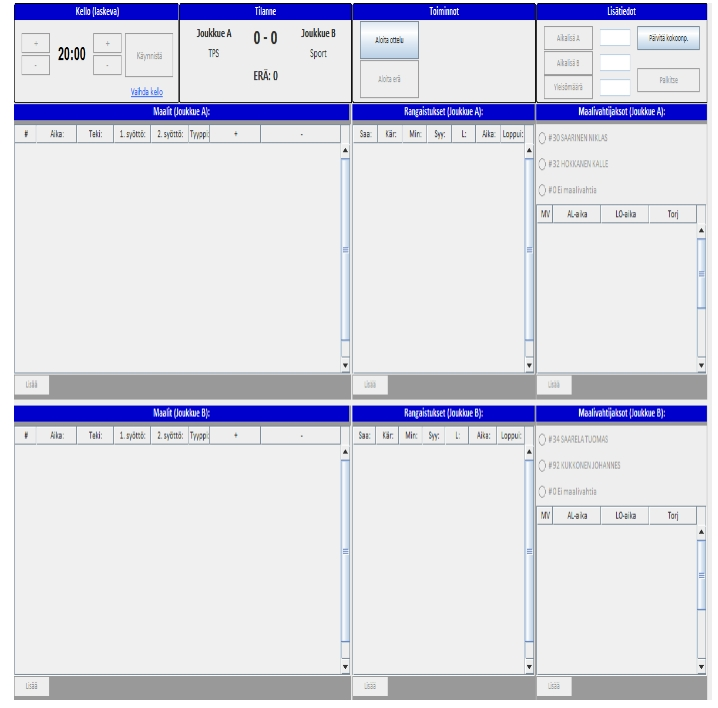 Kello (laskeva)
Tilanne
Toiminnot
Lisätiedot
+ 20:00 + Käynnistä
- -
Vaihda kello
Joukkue A 0 - 0 Joukkue B
TPS Sport
ERÄ: 0
Aloita ottelu
Aloita erä
Aikalisä A
Aikalisä B
Yleisömäärä
Päivitä kokoonp.
Palkitse
Maalit (Joukkue A):
# Aika: Teki: 1. syöttö: 2. syöttö: Tyyppi: + -
Lisää
Rangaistukset (Joukkue A):
Saa: Kär: Min: Syy: L: Aika: Loppui:
Lisää
Maalivahtijaksot (Joukkue A):
#30 SAARINEN NIKLAS
#32 HOKKANEN KALLE
#0 Ei maalivahtia
MV AL-aika LO-aika Torj
Lisää
Maalit (Joukkue B):
# Aika: Teki: 1. syöttö: 2. syöttö: Tyyppi: + -
Lisää
Rangaistukset (Joukkue B):
Saa: Kär: Min: Syy: L: Aika: Loppui:
Lisää
Maalivahtijaksot (Joukkue B):
#34 SAARELA TUOMAS
#92 KUKKONEN JOHANNES
#0 Ei maalivahtia
MV AL-aika LO-aika Torj
Lisää